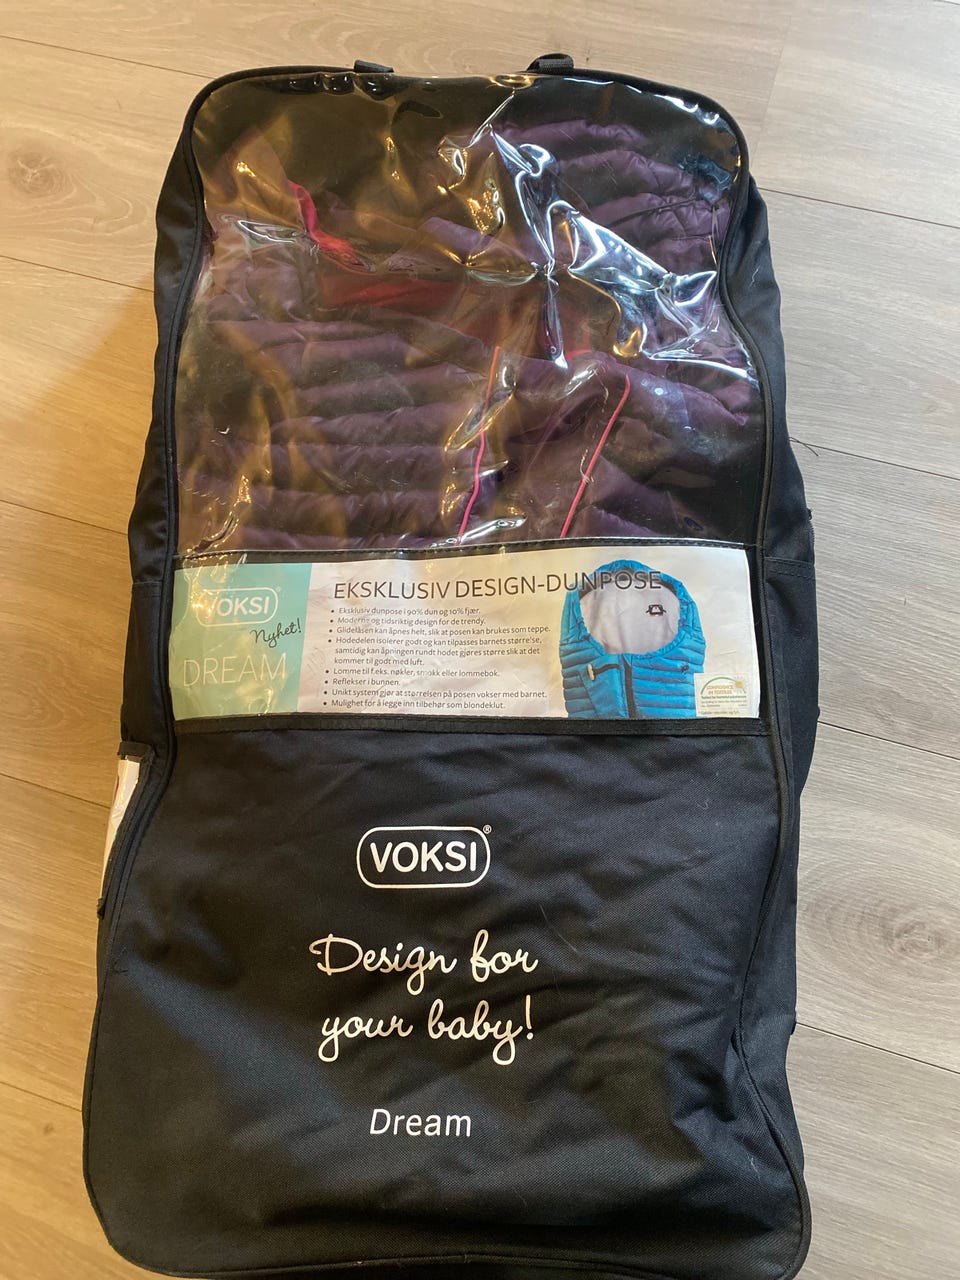 VOKSI
Nyhet!
DREAM
EKSKLUSIV DESIGN-DUNPOSE
• Eksklusiv dunpose i 90% dun og 10% fjær.
• Moderne og tidsriktig design for de trendy.
• Glidelåsen kan åpnes helt, slik at posen kan brukes som teppe.
• Hodedelen isolerer godt og kan tilpasses barnets størrelse,
samtidig kan åpningen rundt hodet gjøres større slik at det
kommer til godt med luft.
• Lomme til f.eks. nøkler, smokk eller lommebok.
• Reflekser i bunnen.
• Unikt system gjør at størrelsen på posen vokser med barnet.
• Mulighet for å legge inn tilbehør som blondeklut.
CONFIDENCE
IN TEXTILES
VOKSI®
Design for
your baby!
Dream